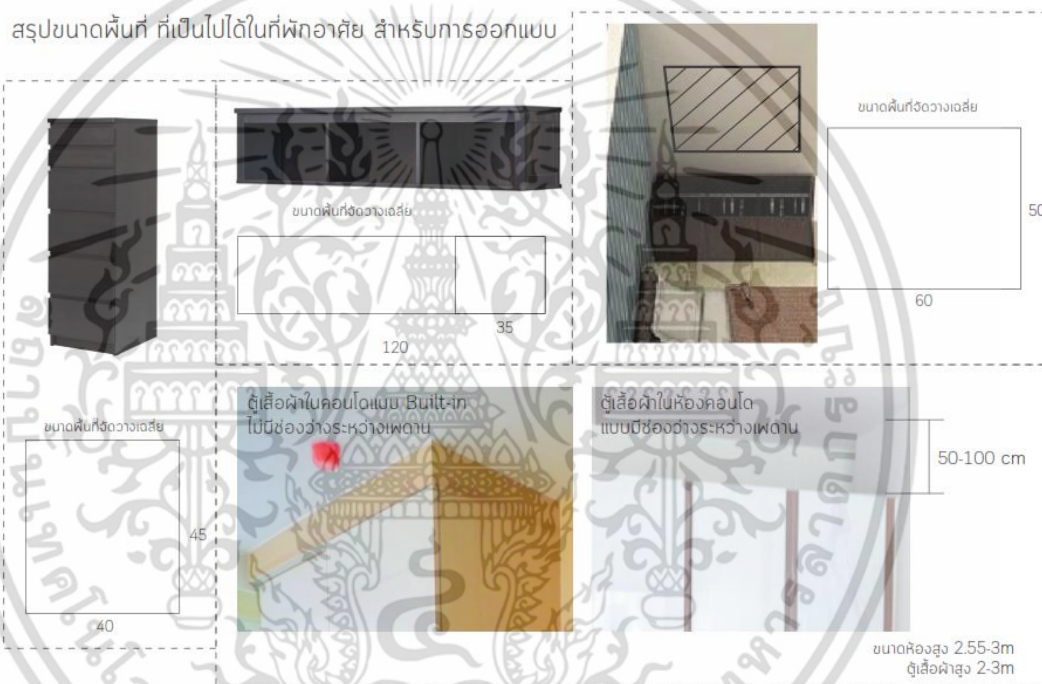 สรุปขนาดพื้นที่ ที่เป็นไปได้ในที่พักอาศัย สำหรับการออกแบบ
ขนาดพื้นที่จัดวางเฉลี่ย
45
40
ขนาดพื้นที่จัดวางเฉลี่ย
35
120
ขนาดพื้นที่จัดวางเฉลี่ย
50
60
ตู้เสื้อผ้าในคอนโดแบบ Built-in
ไม่มีช่องว่างระหว่างเพดาน
ตู้เสื้อผ้าในห้องคอนโด
แบบมีช่องว่างระหว่างเพดาน
50-100 cm
ขนาดห้องสูง 2.55-3m
ตู้เสื้อผ้าสูง 2-3m